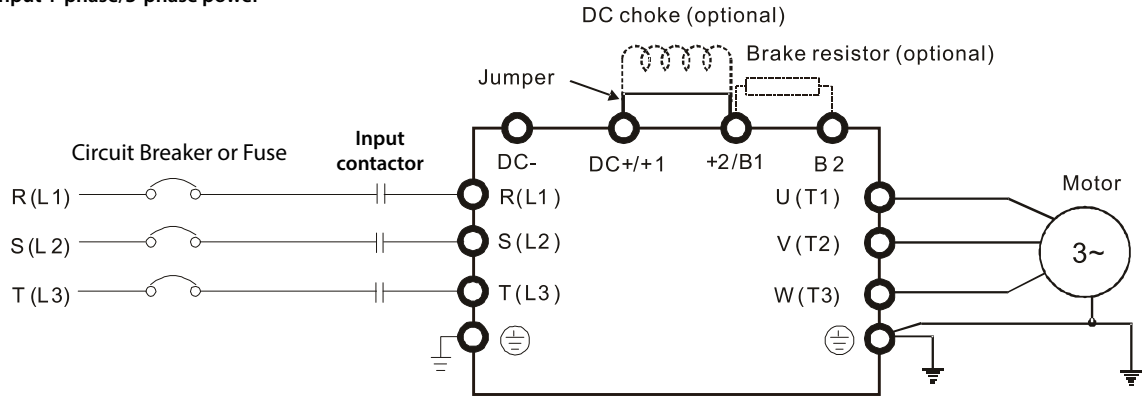 input 1-phase/3-phase power
DC choke (optional)
Brake resistor (optional)
Jumper
Circuit Breaker or Fuse
Input
contactor
DC-
DC+/+1
+2/B1
B2
Motor
R(L1)
R(L1)
U(T1)
S(L2)
S(L2)
V(T2)
3~
T(L3)
T(L3)
W(T3)